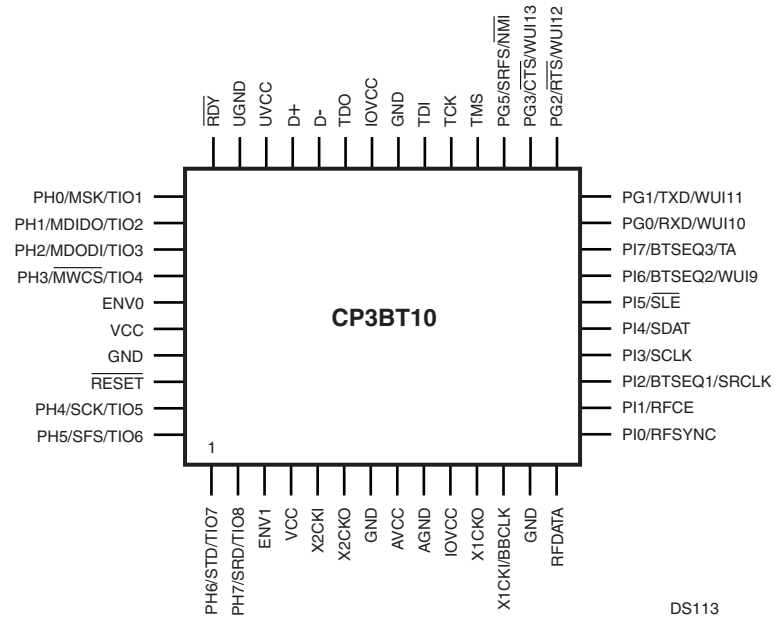 RDY
UGND
UVCC
D+
D-
TDO
IOVCC
GND
TDI
TCK
TMS
PG5/SRFS/NMI
PG3/CTS/WUI13
PG2/RTS/WUI12
PH0/MSK/TIO1
PH1/MDIDO/TIO2
PH2/MDODI/TIO3
PH3/MWCS/TIO4
ENV0
VCC
GND
RESET
PH4/SCK/TIO5
PH5/SFS/TIO6
CP3BT10
1
PG1/TXD/WUI11
PG0/RXD/WUI10
PI7/BTSEQ3/TA
PI6/BTSEQ2/WUI9
PI5/SLE
PI4/SDAT
PI3/SCLK
PI2/BTSEQ1/SRCLK
PI1/RFCE
PI0/RFSYNC
PH6/STD/TIO7
PH7/SRD/TIO8
ENV1
VCC
X2CKI
X2CKO
GND
AVCC
AGND
IOVCC
X1CKO
X1CKI/BBCLK
GND
RFDATA
DS113